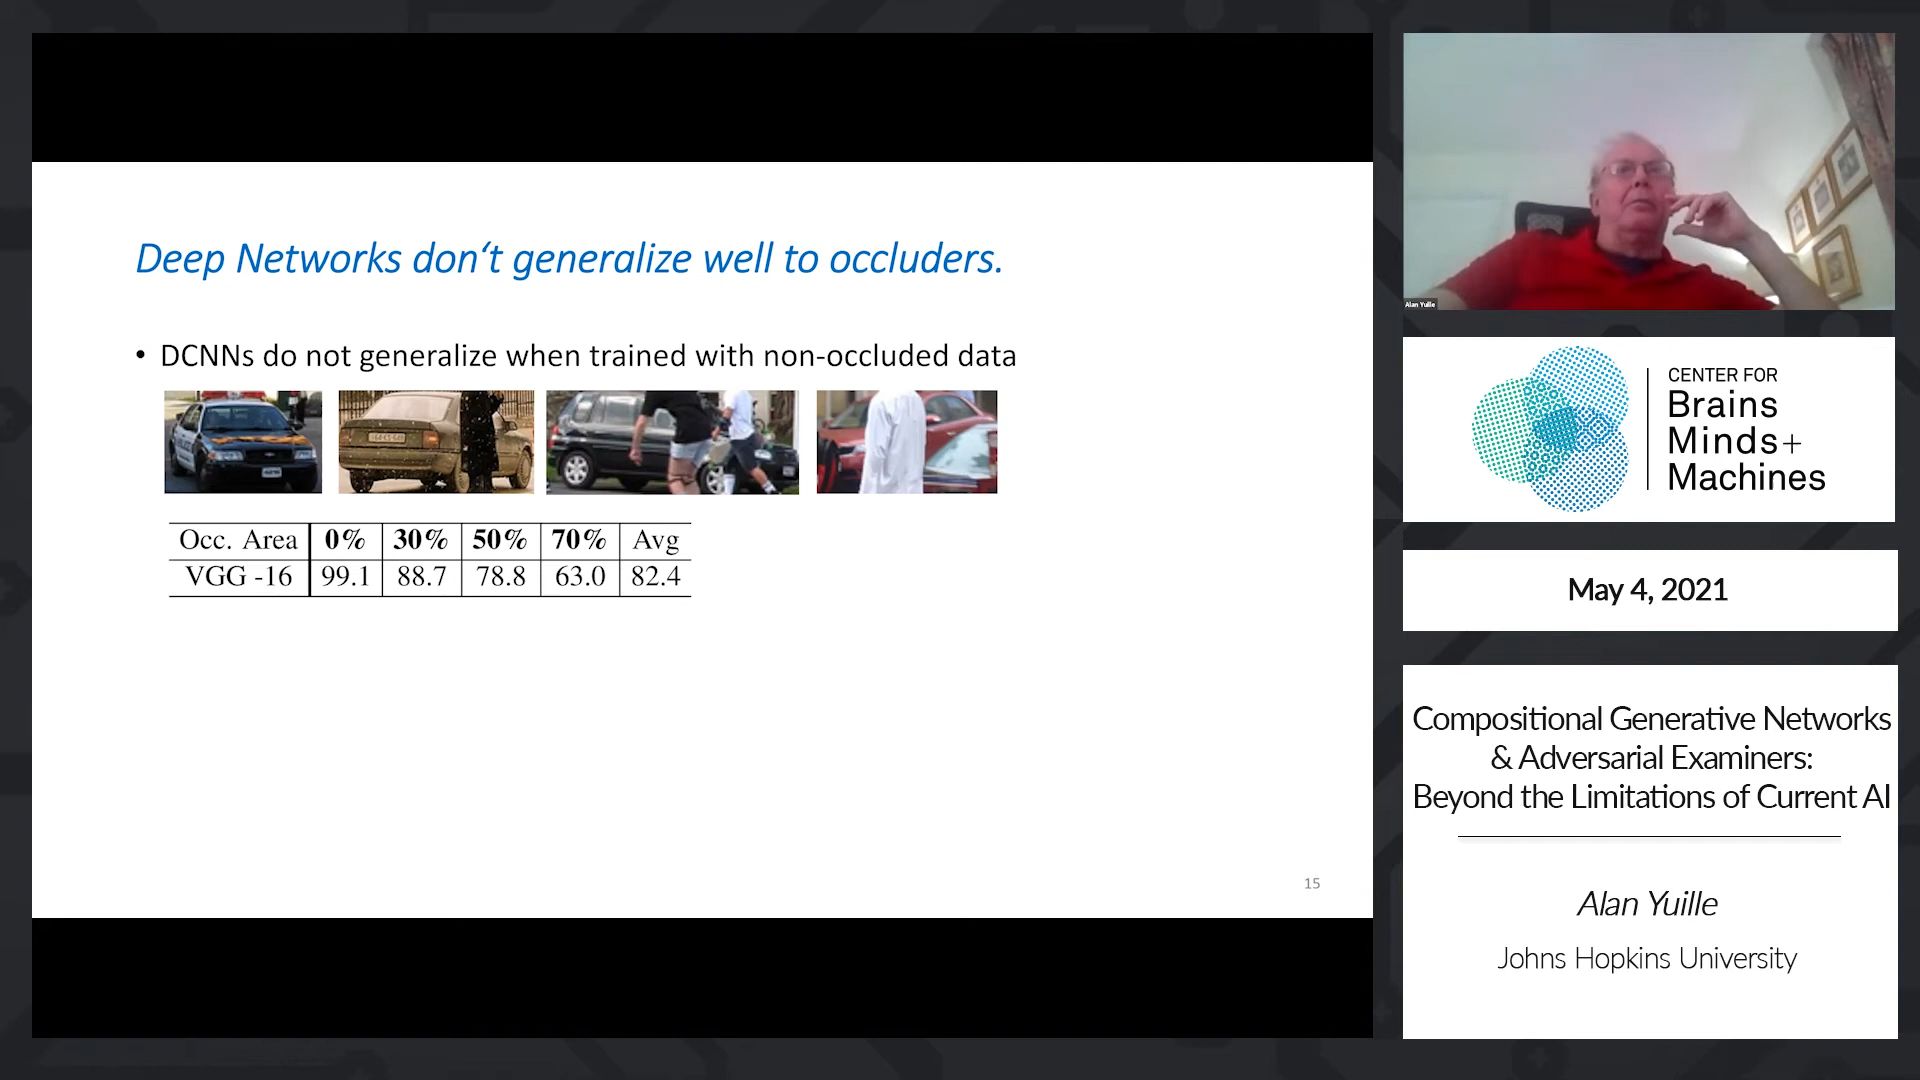 Deep Networks don‘t generalize well to occluders.
• DCNNs do not generalize when trained with non-occluded data
Occ. Area 0% 30% 50% 70% Avg
VGG -16 99.1 88.7 78.8 63.0 82.4
15
Alan Yuille
CENTER FOR
Brains
Minds+
Machines
May 4, 2021
Compositional Generative Networks
& Adversarial Examiners:
Beyond the Limitations of Current AI
Alan Yuille
Johns Hopkins University